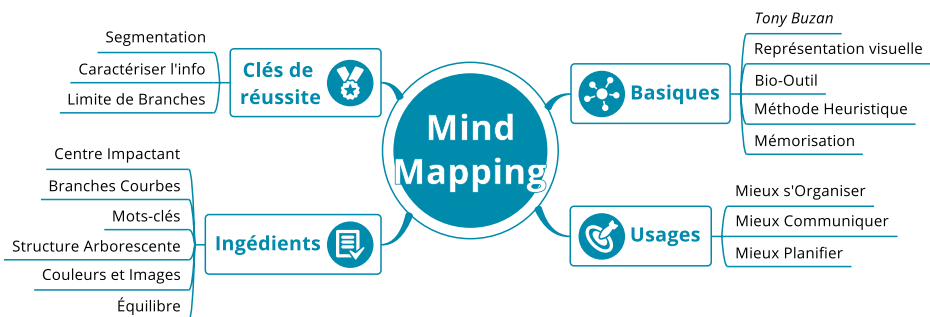 Mind
Mapping
Basiques
Tony Buzan
Représentation visuelle
Bio-Outil
Méthode Heuristique
Mémorisation
Usages
Mieux s'Organiser
Mieux Communiquer
Mieux Planifier
Clés de
réussite
Segmentation
Caractériser l'info
Limite de Branches
Ingédients
Centre Impactant
Branches Courbes
Mots-clés
Structure Arborescente
Couleurs et Images
Équilibre